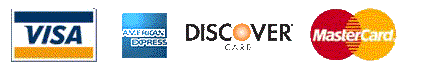 VISA
AMERICAN
EXPRESS
DISCOVER
CARD
MasterCard